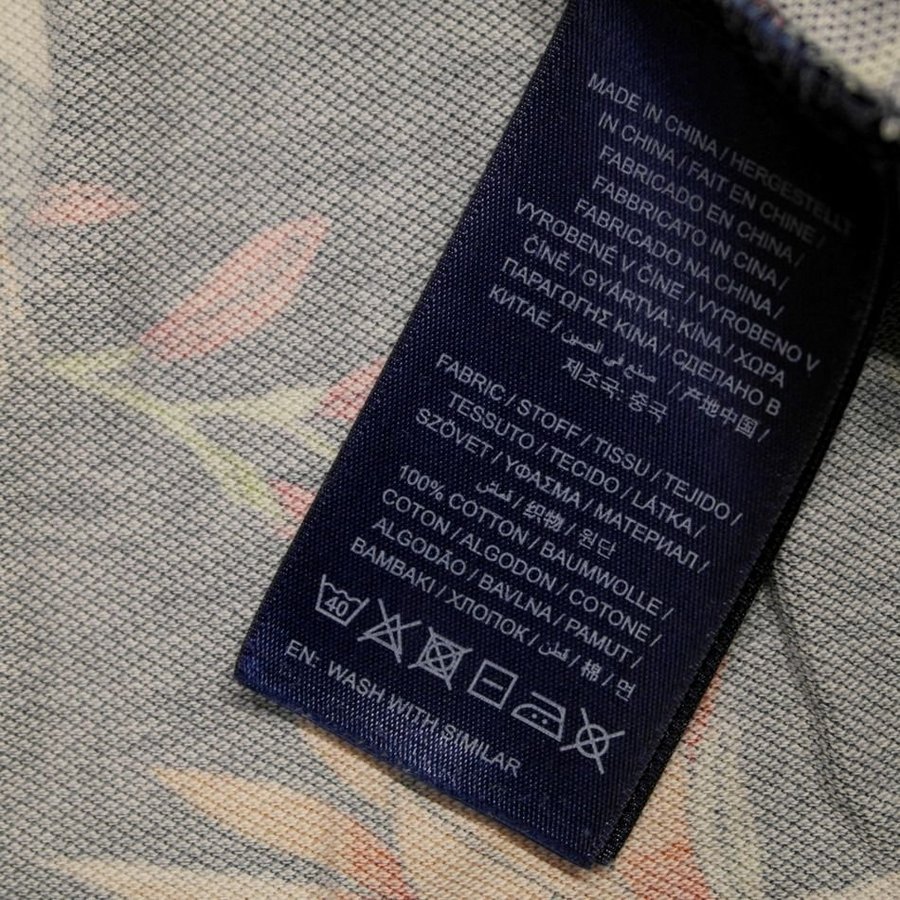 MADE IN CHINA / HERGESTELLT
IN CHINA / FAIT EN CHINE /
FABRICADO EN CHINA /
FABBRICATO IN CINA /
FABRICADO NA CHINA /
VYROBENÉ V ČÍNE / VYROBENO V
ČÍNĚ / GYÁRTVA: KÍNA / ΧΩΡΑ
ΠΑΡΑΓΩΓΗΣ ΚΙΝΑ / СДЕЛАНО В
КИТАЕ / صنع في الصين / 产地中国 /
제조국: 중국
FABRIC / STOFF / TISSU / TEJIDO /
TESSUTO / TECIDO / LÁTKA /
SZÖVET / ΥΦΑΣΜΑ / МАТЕРИАЛ /
قماش / 织物 / 원단
100% COTTON / BAUMWOLLE /
COTON / ALGODON / COTONE /
ALGODÃO / BAVLNA / PAMUT /
BAMBAKI / ХЛОПОК / قطن / 棉 / 면
40
EN: WASH WITH SIMILAR